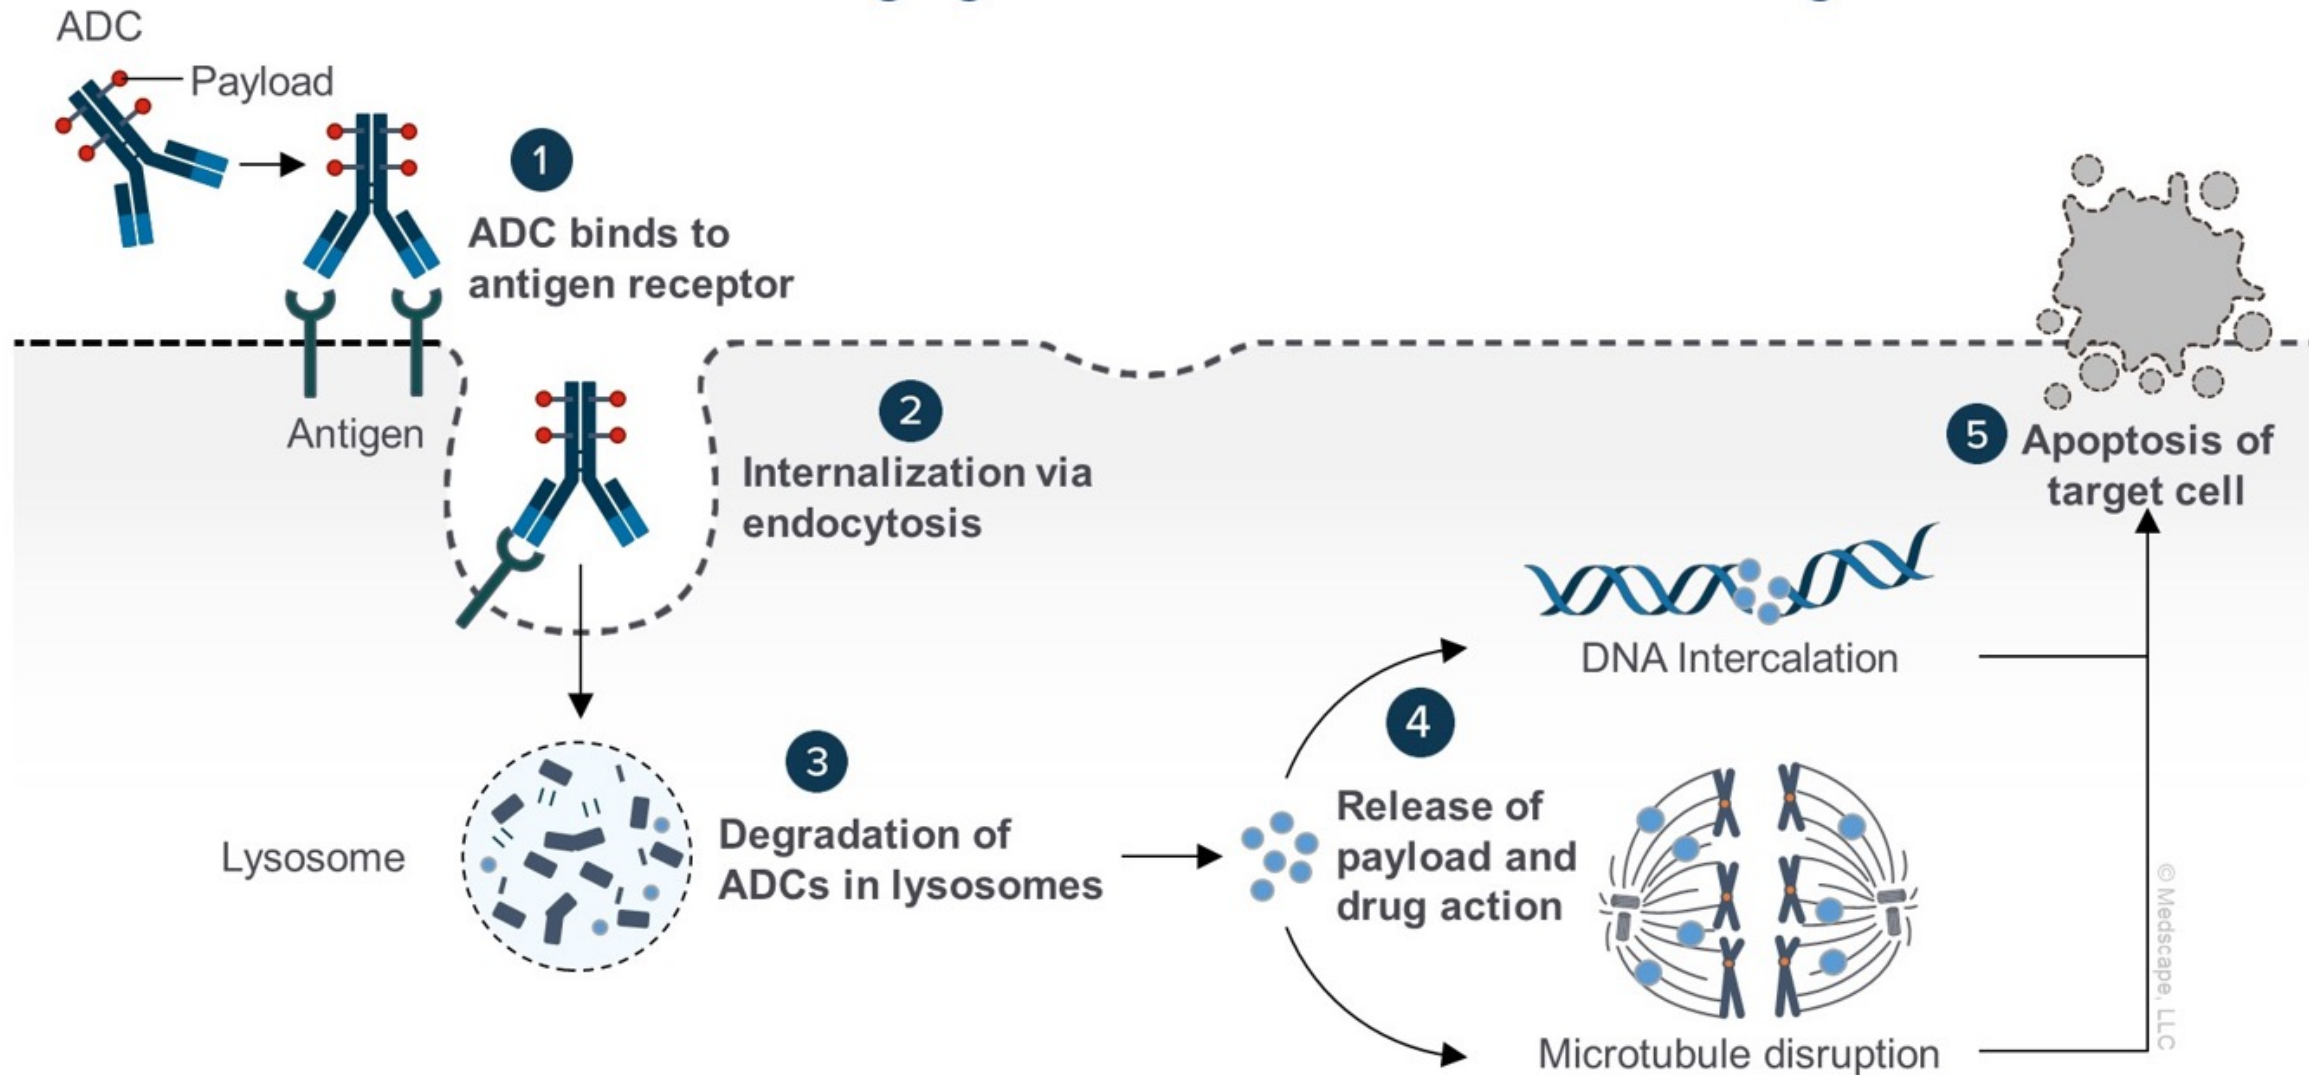 ADC
Payload
1
ADC binds to
antigen receptor
Antigen
2
Internalization via
endocytosis
Lysosome
3
Degradation of
ADCs in lysosomes
4
Release of
payload and
drug action
DNA Intercalation
Microtubule disruption
5
Apoptosis of
target cell
© Medscape, LLC